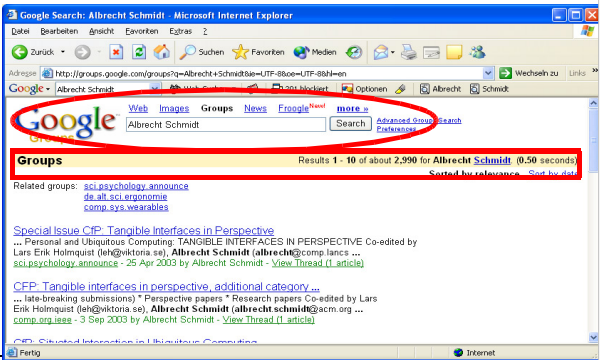 Google Search: Albrecht Schmidt - Microsoft Internet Explorer
Datei Bearbeiten Ansicht Favoriten Extras ?
Zurück Suchen Favoriten Medien
Adresse http://groups.google.com/groups?q=Albrecht+Schmidt&ie=UTF-8&oe=UTF-8&hl=en Wechseln zu Links »
Google Albrecht Schmidt 201 blockiert Optionen Albrecht Schmidt
Web Images Groups News Froogle New! more »
Google Groups
Albrecht Schmidt Search Advanced Groups Search
Preferences
Groups Results 1 - 10 of about 2,990 for Albrecht Schmidt. (0.50 seconds)
Sorted by relevance Sort by date
Related groups: sci.psychology.announce
de.alt.sci.ergonomie
comp.sys.wearables
Special Issue CfP: Tangible Interfaces in Perspective
... Personal and Ubiquitous Computing: TANGIBLE INTERFACES IN PERSPECTIVE Co-edited by
Lars Erik Holmquist (leh@viktoria.se), Albrecht Schmidt (albrecht@comp.lancs ...
sci.psychology.announce - 25 Apr 2003 by Albrecht Schmidt - View Thread (1 article)
CFP: Tangible interfaces in perspective, additional category ...
... late-breaking submissions) * Perspective papers * Research papers Co-edited by Lars
Erik Holmquist (leh@viktoria.se), Albrecht Schmidt (albrecht.schmidt@acm.org ...
comp.org.ieee - 3 Sep 2003 by Albrecht Schmidt - View Thread (1 article)
CfP: Situated Interaction in Ubiquitous Computing
Fertig Internet